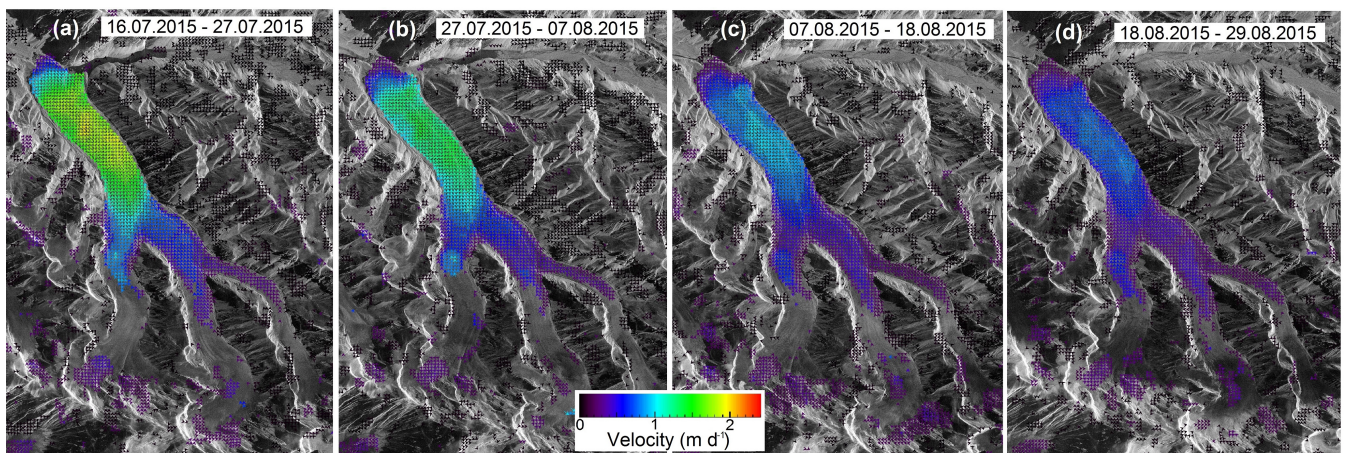 (a) 16.07.2015 - 27.07.2015
(b) 27.07.2015 - 07.08.2015
(c) 07.08.2015 - 18.08.2015
(d) 18.08.2015 - 29.08.2015
0 1 2
Velocity (m d⁻¹)